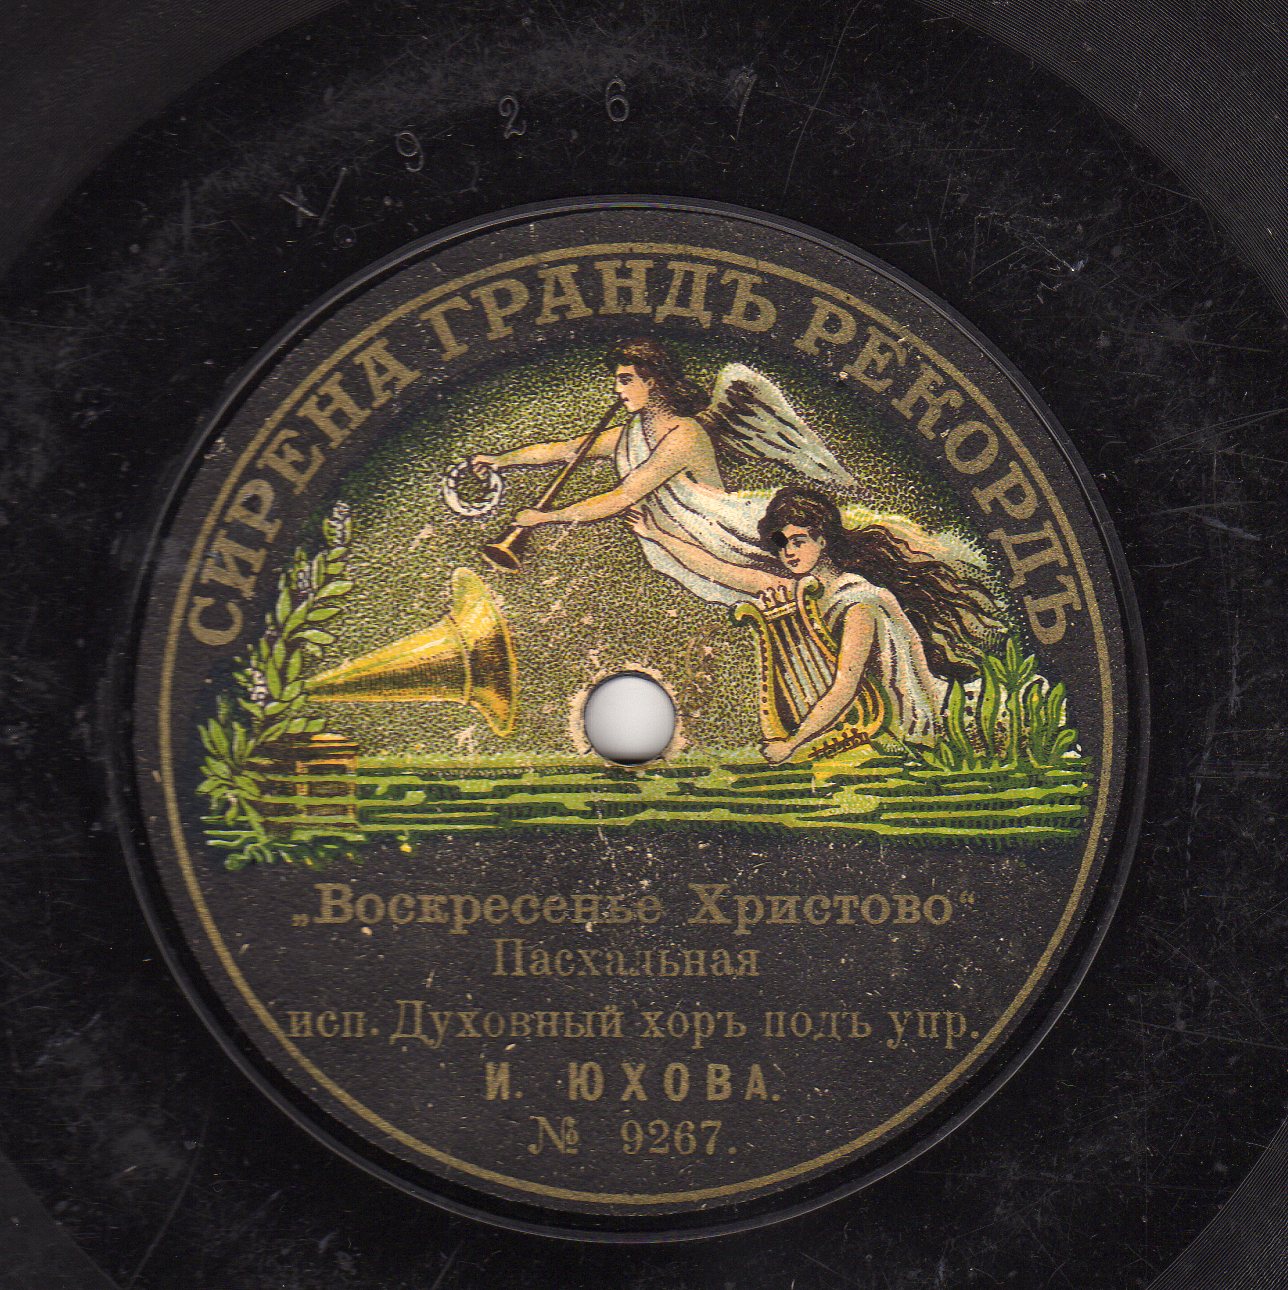 9267
СИРЕНА ГРАНДЪ РЕКОРДЪ
„Воскресенье Христово“
Пасхальная
исп. Духовный хоръ подъ упр.
И. ЮХОВА.
№ 9267.